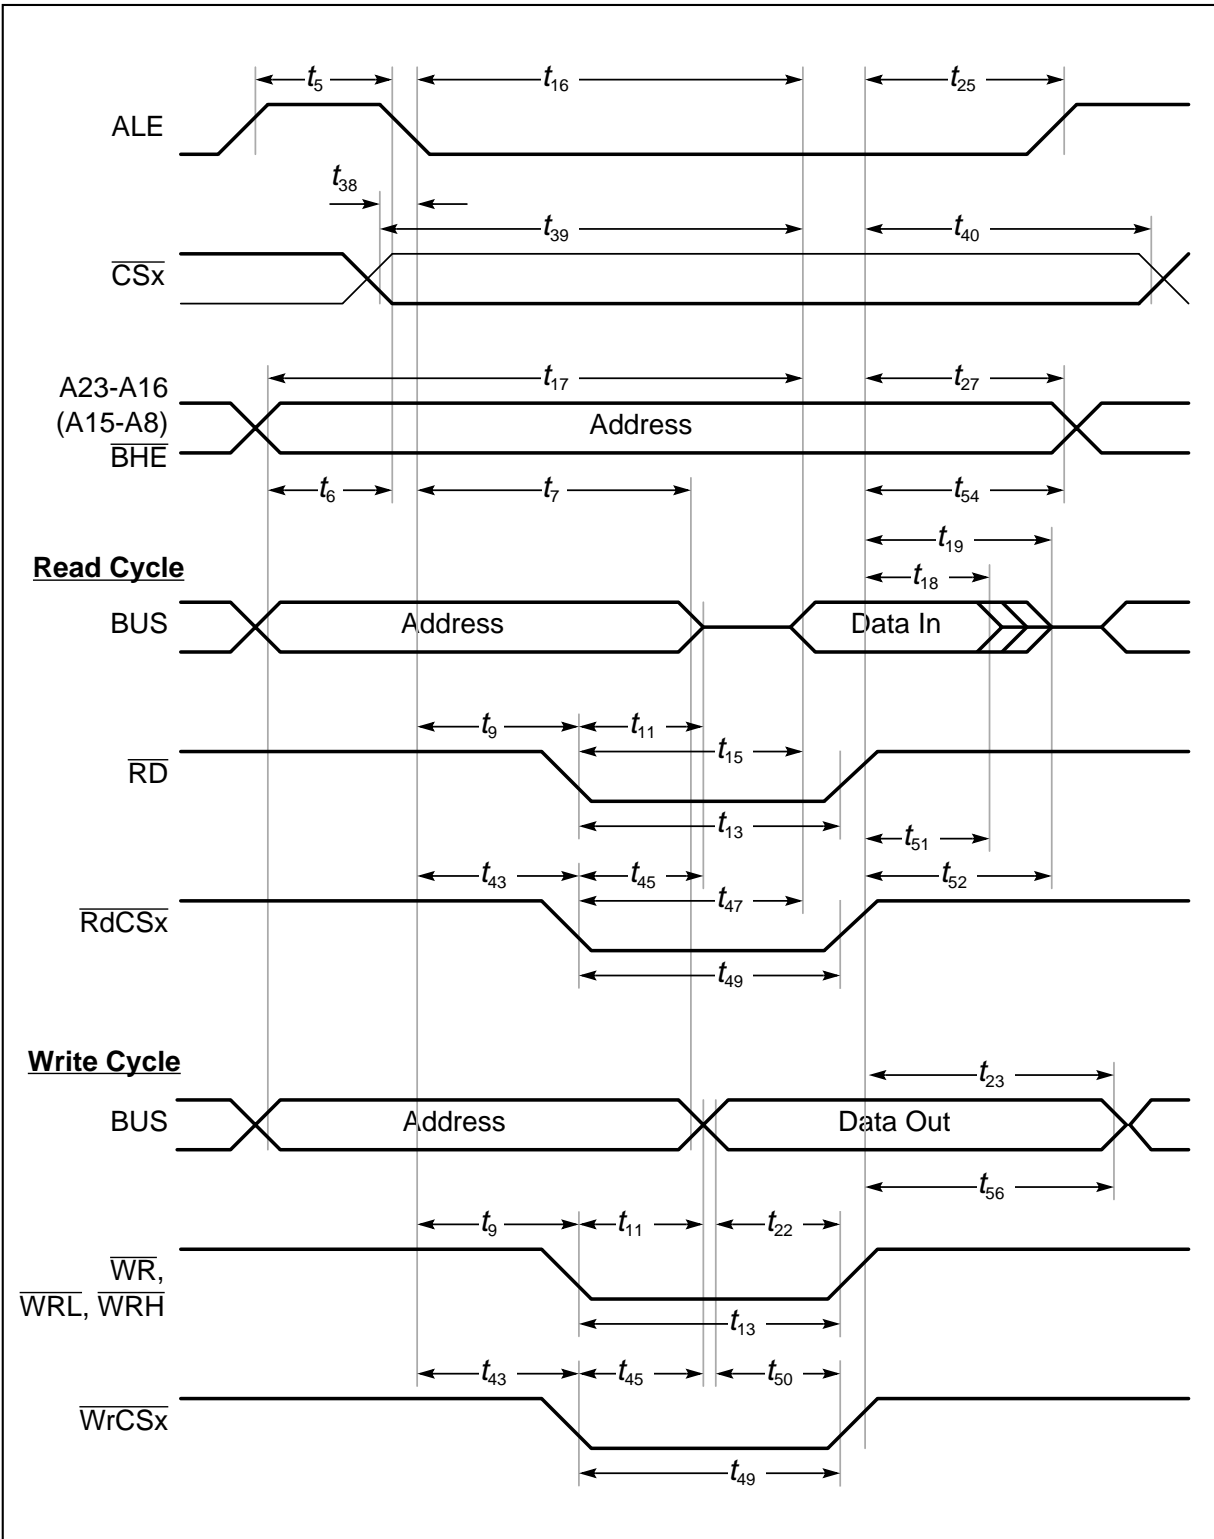 t5 t16 t25
ALE
t38
t39 t40
CSx
t17 t27
A23-A16
(A15-A8)
BHE
Address
t6 t7 t54
t19
Read Cycle
t18
BUS Address Data In
t9 t11
t15
RD
t13 t51
t43 t45 t52
t47
RdCSx
t49
Write Cycle
t23
BUS Address Data Out
t56
t9 t11 t22
WR,
WRL, WRH
t13
t43 t45 t50
WrCSx
t49